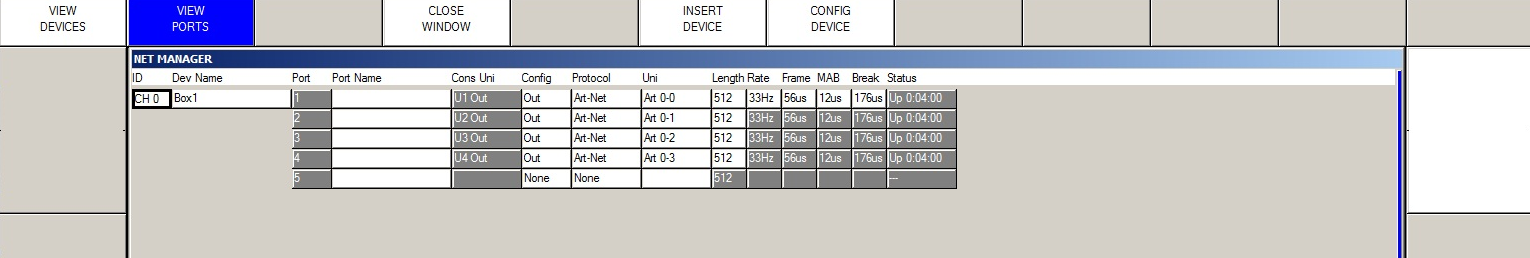 VIEW DEVICES VIEW PORTS CLOSE WINDOW INSERT DEVICE CONFIG DEVICE
NET MANAGER
ID Dev Name Port Port Name Cons Uni Config Protocol Uni Length Rate Frame MAB Break Status
CH 0 Box1 1 U1 Out Out Art-Net Art 0-0 512 33Hz 56us 12us 176us Up 0:04:00
2 U2 Out Out Art-Net Art 0-1 512 33Hz 56us 12us 176us Up 0:04:00
3 U3 Out Out Art-Net Art 0-2 512 33Hz 56us 12us 176us Up 0:04:00
4 U4 Out Out Art-Net Art 0-3 512 33Hz 56us 12us 176us Up 0:04:00
5 None None 512 ---